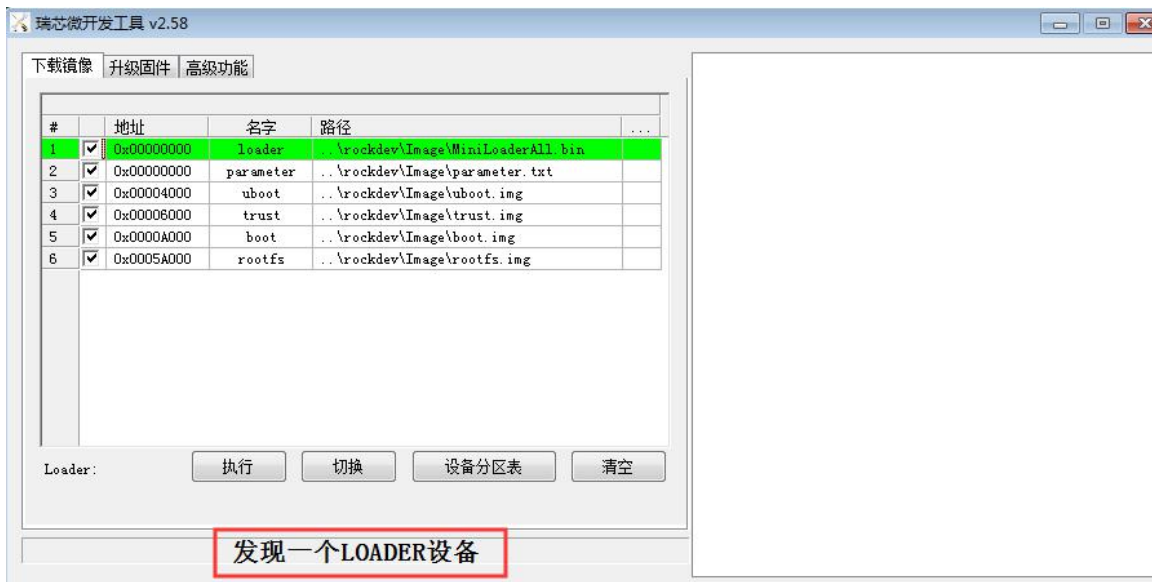 瑞芯微开发工具 v2.58
下载镜像 升级固件 高级功能
# 地址 名字 路径 ...
1 0x00000000 loader ..\rockdev\Image\MiniLoaderAll.bin
2 0x00000000 parameter ..\rockdev\Image\parameter.txt
3 0x00004000 uboot ..\rockdev\Image\uboot.img
4 0x00006000 trust ..\rockdev\Image\trust.img
5 0x0000A000 boot ..\rockdev\Image\boot.img
6 0x0005A000 rootfs ..\rockdev\Image\rootfs.img
Loader: 执行 切换 设备分区表 清空
发现一个LOADER设备